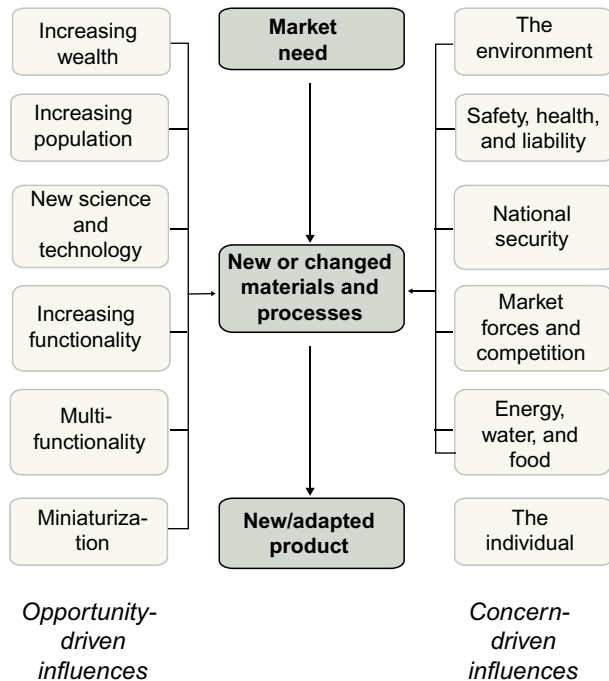 Increasing
wealth
Increasing
population
New science
and
technology
Increasing
functionality
Multi-
functionality
Miniaturiza-
tion
Opportunity-
driven
influences
Market
need
New or changed
materials and
processes
New/adapted
product
The
environment
Safety, health,
and liability
National
security
Market
forces and
competition
Energy,
water, and
food
The
individual
Concern-
driven
influences